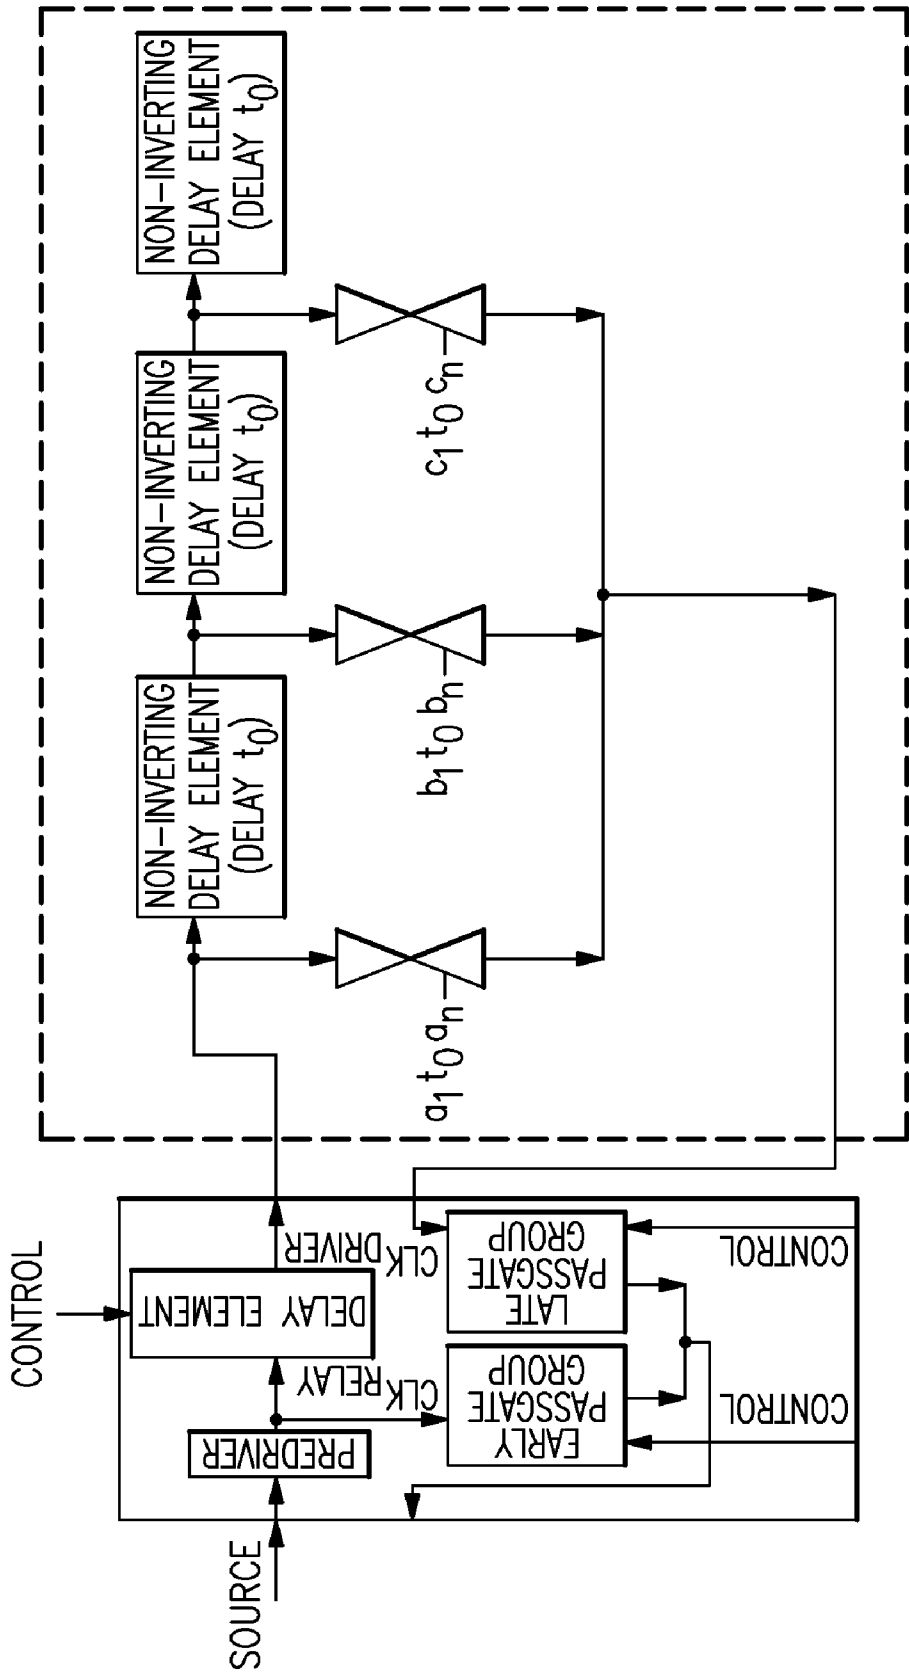 SOURCE
CONTROL
PREDRIVER
CLK RELAY
DELAY ELEMENT
CLK DRIVER
EARLY
PASSGATE
GROUP
LATE
PASSGATE
GROUP
CONTROL
CONTROL
NON-INVERTING
DELAY ELEMENT
(DELAY t0)
NON-INVERTING
DELAY ELEMENT
(DELAY t0)
NON-INVERTING
DELAY ELEMENT
(DELAY t0)
a1 t0 an
b1 t0 bn
c1 t0 cn